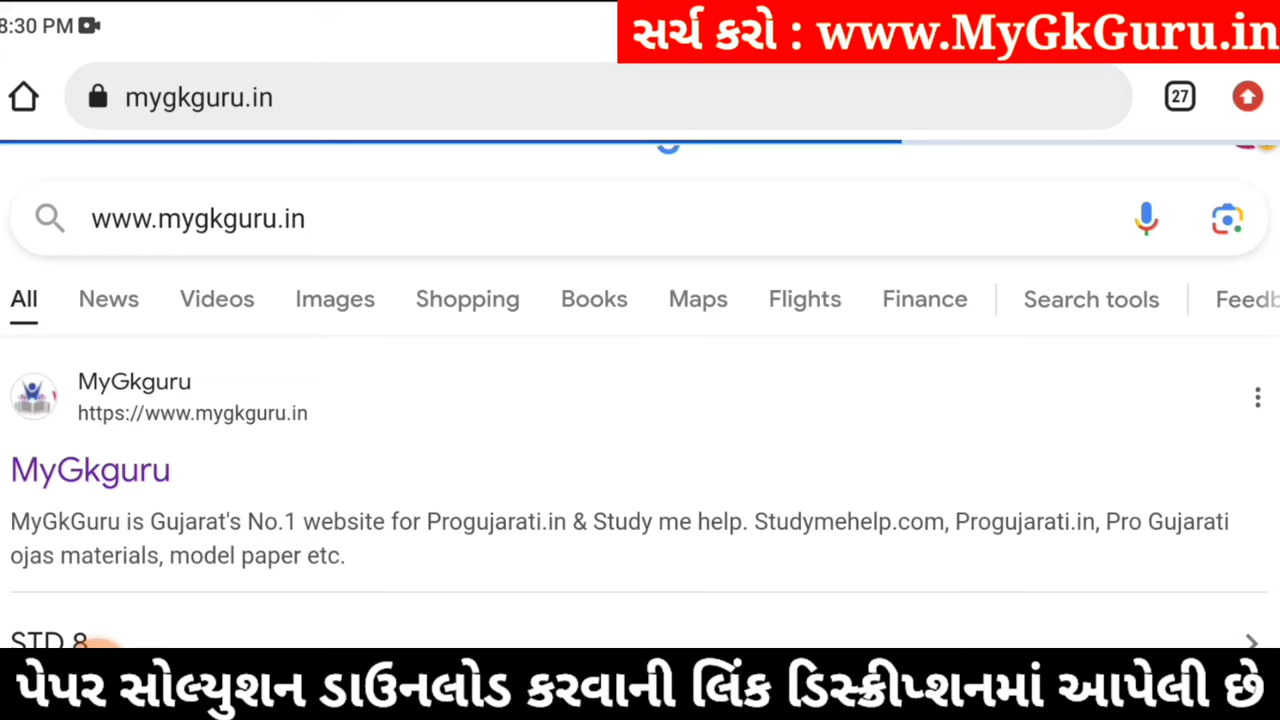 8:30 PM
સર્ચ કરો : www.MyGkGuru.in
mygkguru.in
27
www.mygkguru.in
All News Videos Images Shopping Books Maps Flights Finance Search tools Feedb
MyGkguru
https://www.mygkguru.in
MyGkguru
MyGkGuru is Gujarat's No.1 website for Progujarati.in & Study me help. Studymehelp.com, Progujarati.in, Pro Gujarati
ojas materials, model paper etc.
STD 8
પેપર સોલ્યુશન ડાઉનલોડ કરવાની લિંક ડિસ્ક્રીપ્શનમાં આપેલી છે